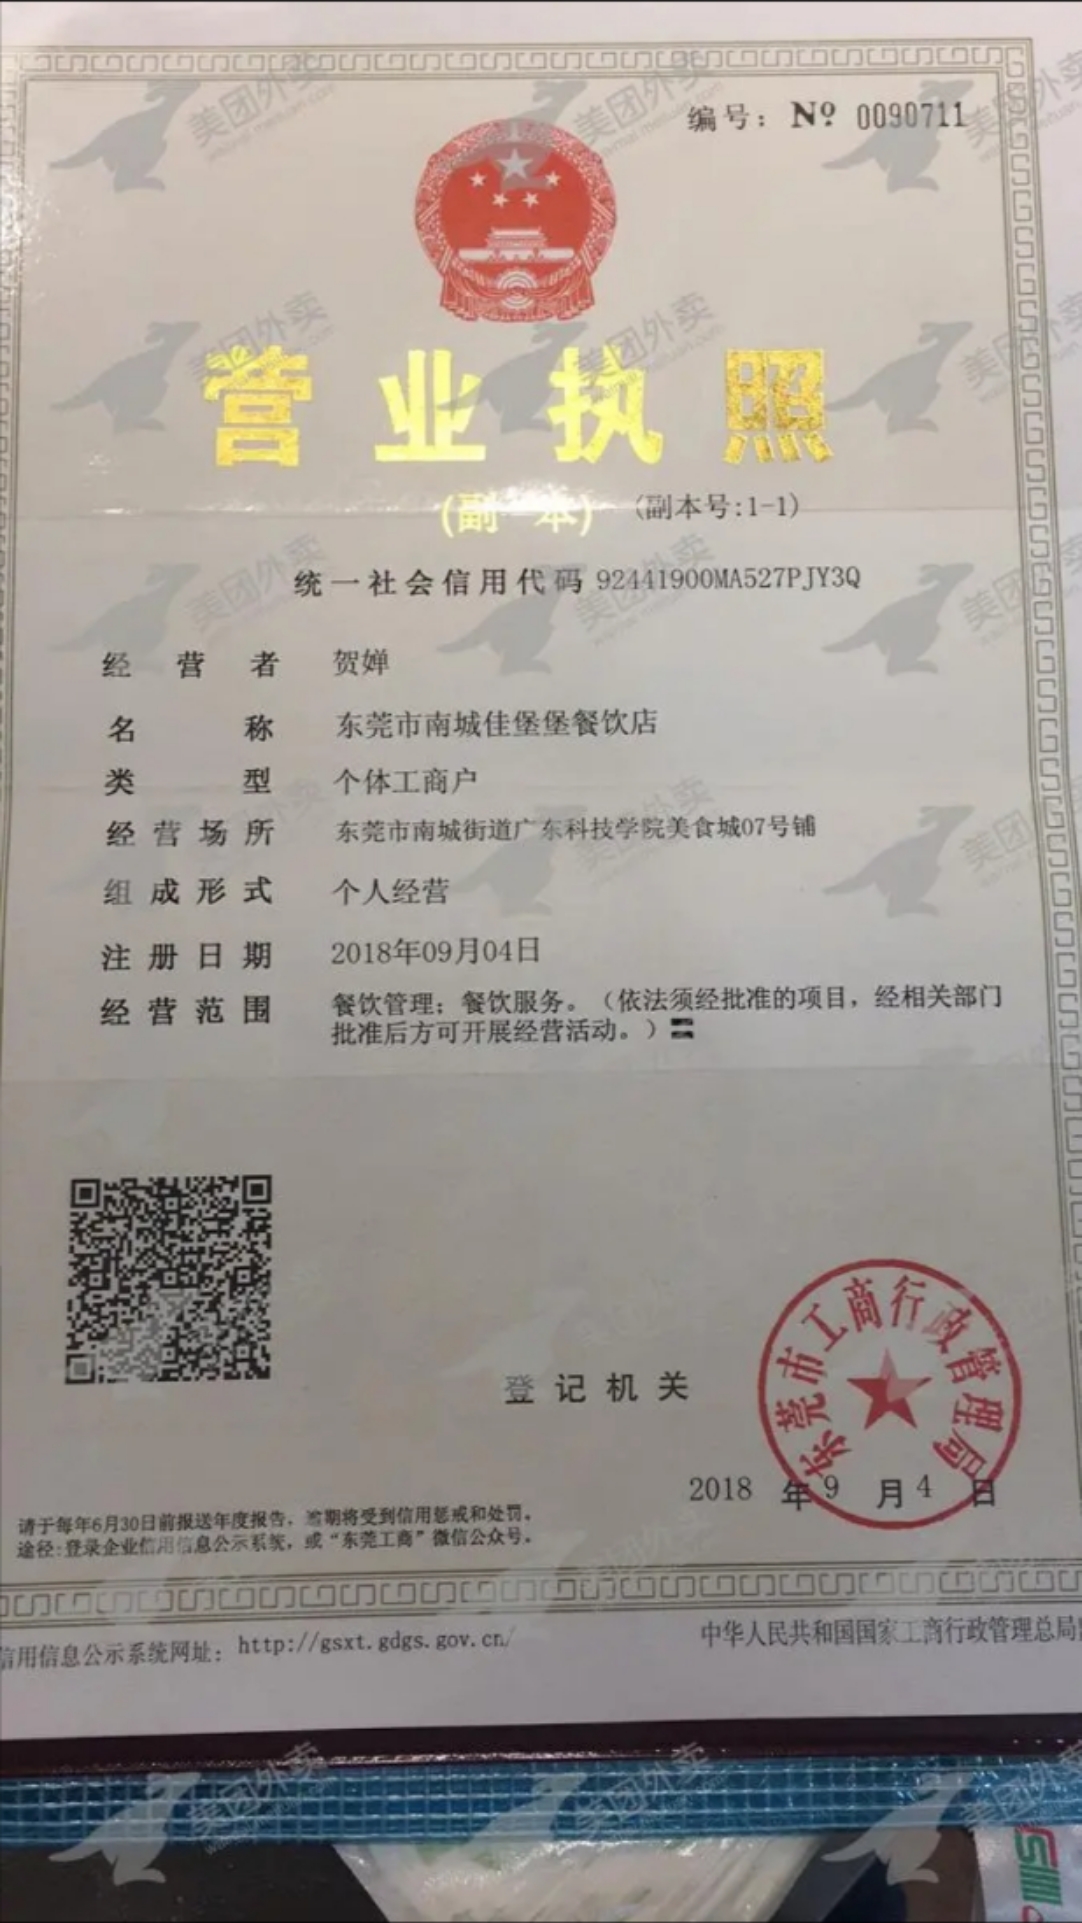 编号：№ 0090711
营业执照
(副 本) (副本号:1-1)
统一社会信用代码 92441900MA527PJY3Q
经营者 贺婵
名称 东莞市南城佳堡堡餐饮店
类型 个体工商户
经营场所 东莞市南城街道广东科技学院美食城07号铺
组成形式 个人经营
注册日期 2018年09月04日
经营范围 餐饮管理；餐饮服务。（依法须经批准的项目，经相关部门
批准后方可开展经营活动。）
东莞市工商行政管理局
登记机关
2018 年 9 月 4 日
请于每年6月30日前报送年度报告，逾期将受到信用惩戒和处罚。
途径:登录企业信用信息公示系统，或“东莞工商”微信公众号。
信用信息公示系统网址：http://gsxt.gdgs.gov.cn/
中华人民共和国国家工商行政管理总局
美团外卖